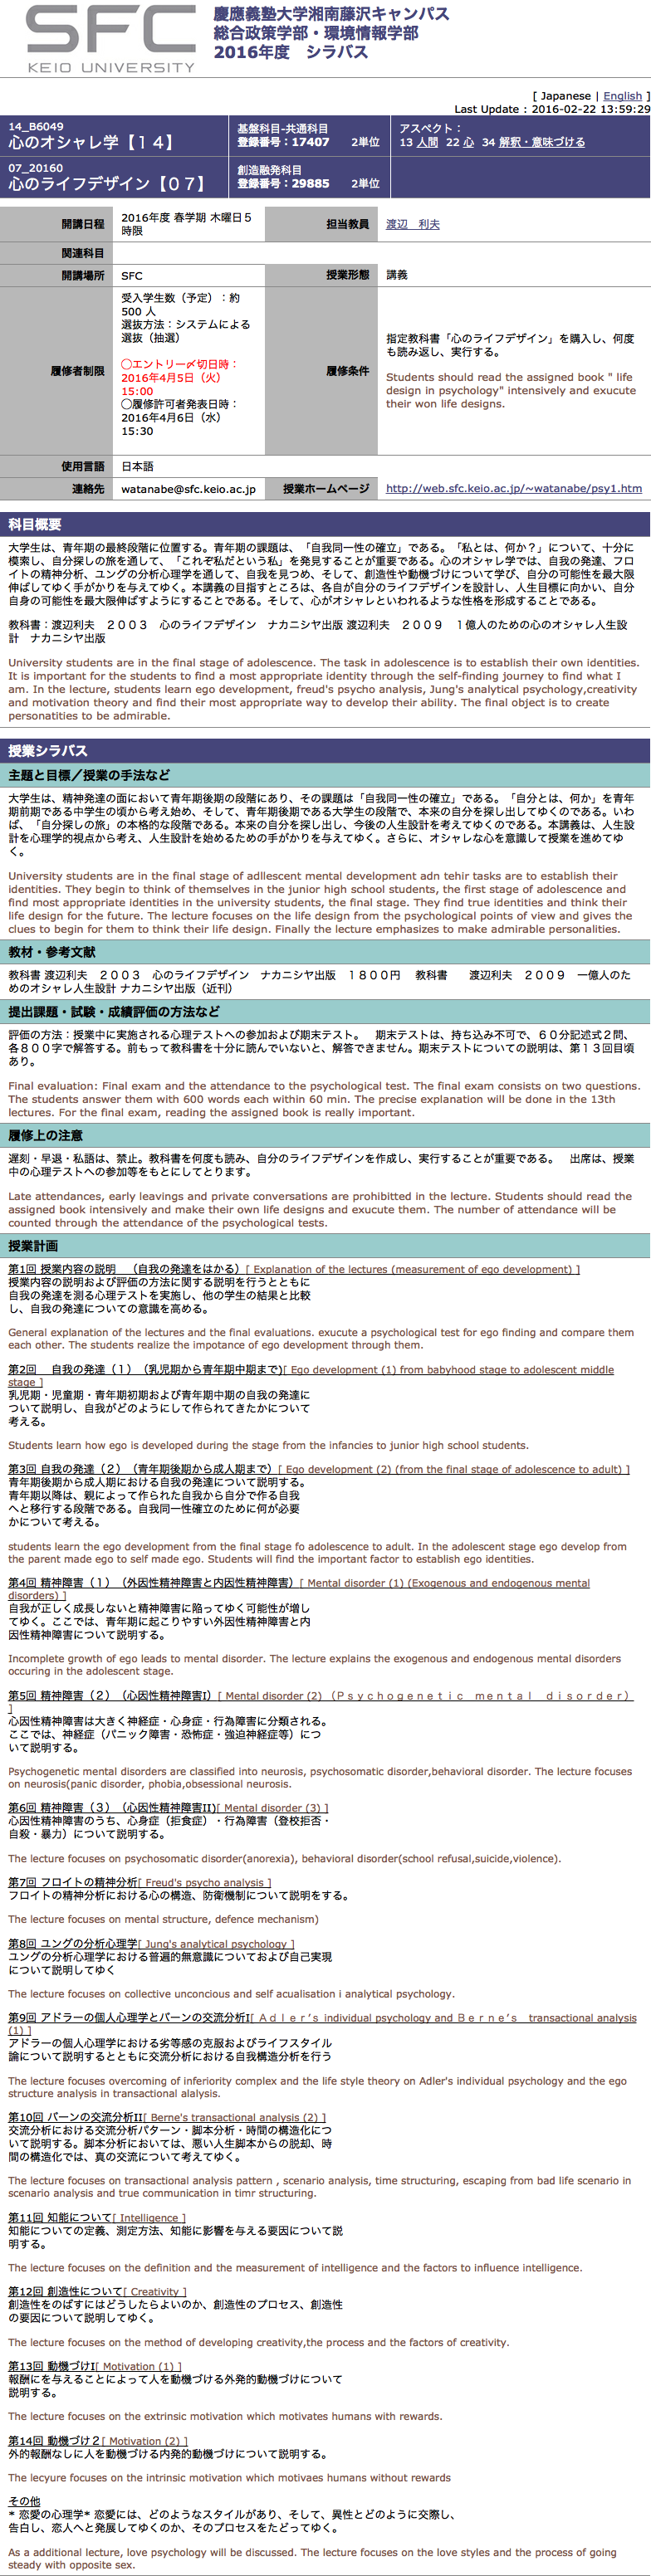 SFC
KEIO UNIVERSITY
慶應義塾大学湘南藤沢キャンパス
総合政策学部・環境情報学部
2016年度　シラバス
[ Japanese | English ]
Last Update : 2016-02-22 13:59:29
14_B6049
心のオシャレ学【１４】
基盤科目-共通科目
登録番号：17407　2単位
アスペクト：
13 人間 22 心 34 解釈・意味づける
07_20160
心のライフデザイン【０７】
創造融発科目
登録番号：29885　2単位
開講日程
2016年度 春学期 木曜日５
時限
担当教員
渡辺　利夫
関連科目
開講場所
SFC
授業形態
講義
履修者制限
受入学生数（予定）：約
500 人
選抜方法：システムによる
選抜（抽選）
◯エントリー〆切日時：
2016年4月5日（火）
15:00
◯履修許可者発表日時：
2016年4月6日（水）
15:30
履修条件
指定教科書「心のライフデザイン」を購入し、何度
も読み返し、実行する。
Students should read the assigned book " life
design in psychology" intensively and exucute
their won life designs.
使用言語
日本語
連絡先
watanabe@sfc.keio.ac.jp
授業ホームページ
http://web.sfc.keio.ac.jp/~watanabe/psy1.htm
科目概要
大学生は、青年期の最終段階に位置する。青年期の課題は、「自我同一性の確立」である。「私とは、何か？」について、十分に
模索し、自分探しの旅を通して、「これぞ私だという私」を発見することが重要である。心のオシャレ学では、自我の発達、フロ
イトの精神分析、ユングの分析心理学を通して、自我を見つめ、そして、創造性や動機づけについて学び、自分の可能性を最大限
伸ばしてゆく手がかりを与えてゆく。本講義の目指すところは、各自が自分のライフデザインを設計し、人生目標に向かい、自分
自身の可能性を最大限伸ばすようにすることである。そして、心がオシャレといわれるような性格を形成することである。
教科書：渡辺利夫　２００３　心のライフデザイン　ナカニシヤ出版 渡辺利夫　２００９　１億人のための心のオシャレ人生設
計　ナカニシヤ出版
University students are in the final stage of adolescence. The task in adolescence is to establish their own identities.
It is important for the students to find a most appropriate identity through the self-finding journey to find what I
am. In the lecture, students learn ego development, freud's psycho analysis, Jung's analytical psychology,creativity
and motivation theory and find their most appropriate way to develop their ability. The final object is to create
personatities to be admirable.
授業シラバス
主題と目標／授業の手法など
大学生は、精神発達の面において青年期後期の段階にあり、その課題は「自我同一性の確立」である。「自分とは、何か」を青年
期前期である中学生の頃から考え始め、そして、青年期後期である大学生の段階で、本来の自分を探し出してゆくのである。いわ
ば、「自分探しの旅」の本格的な段階である。本来の自分を探し出し、今後の人生設計を考えてゆくのである。本講義は、人生設
計を心理学的視点から考え、人生設計を始めるための手がかりを与えてゆく。さらに、オシャレな心を意識して授業を進めてゆ
く。
University students are in the final stage of adllescent mental development adn tehir tasks are to establish their
identities. They begin to think of themselves in the junior high school students, the first stage of adolescence and
find most appropriate identities in the university students, the final stage. They find true identities and think their
life design for the future. The lecture focuses on the life design from the psychological points of view and gives the
clues to begin for them to think their life design. Finally the lecture emphasizes to make admirable personalities.
教材・参考文献
教科書 渡辺利夫　２００３　心のライフデザイン　ナカニシヤ出版　１８００円　 教科書　　渡辺利夫　２００９　一億人のた
めのオシャレ人生設計 ナカニシヤ出版（近刊）
提出課題・試験・成績評価の方法など
評価の方法：授業中に実施される心理テストへの参加および期末テスト。　期末テストは、持ち込み不可で、６０分記述式２問、
各８００字で解答する。前もって教科書を十分に読んでいないと、解答できません。期末テストについての説明は、第１３回目頃
あり。
Final evaluation: Final exam and the attendance to the psychological test. The final exam consists on two questions.
The students answer them with 600 words each within 60 min. The precise explanation will be done in the 13th
lectures. For the final exam, reading the assigned book is really important.
履修上の注意
遅刻・早退・私語は、禁止。教科書を何度も読み、自分のライフデザインを作成し、実行することが重要である。　出席は、授業
中の心理テストへの参加等をもとにしてとります。
Late attendances, early leavings and private conversations are prohibitted in the lecture. Students should read the
assigned book intensively and make their own life designs and exucute them. The number of attendance will be
counted through the attendance of the psychological tests.
授業計画
第1回 授業内容の説明　（自我の発達をはかる）[ Explanation of the lectures (measurement of ego development) ]
授業内容の説明および評価の方法に関する説明を行うとともに
自我の発達を測る心理テストを実施し、他の学生の結果と比較
し、自我の発達についての意識を高める。
General explanation of the lectures and the final evaluations. exucute a psychological test for ego finding and compare them
each other. The students realize the impotance of ego development through them.
第2回　 自我の発達（１）（乳児期から青年期中期まで)[ Ego development (1) from babyhood stage to adolescent middle
stage ]
乳児期・児童期・青年期初期および青年期中期の自我の発達に
ついて説明し、自我がどのようにして作られてきたかについて
考える。
Students learn how ego is developed during the stage from the infancies to junior high school students.
第3回 自我の発達（２）（青年期後期から成人期まで）[ Ego development (2) (from the final stage of adolescence to adult) ]
青年期後期から成人期における自我の発達について説明する。
青年期以降は、親によって作られた自我から自分で作る自我
へと移行する段階である。自我同一性確立のために何が必要
かについて考える。
students learn the ego development from the final stage fo adolescence to adult. In the adolescent stage ego develop from
the parent made ego to self made ego. Students will find the important factor to establish ego identities.
第4回 精神障害（１）（外因性精神障害と内因性精神障害）[ Mental disorder (1) (Exogenous and endogenous mental
disorders) ]
自我が正しく成長しないと精神障害に陥ってゆく可能性が増し
てゆく。ここでは、青年期に起こりやすい外因性精神障害と内
因性精神障害について説明する。
Incomplete growth of ego leads to mental disorder. The lecture explains the exogenous and endogenous mental disorders
occuring in the adolescent stage.
第5回 精神障害（２）（心因性精神障害I）[ Mental disorder (2) （Ｐｓｙｃｈｏｇｅｎｅｔｉｃ　ｍｅｎｔａｌ　ｄｉｓｏｒｄｅｒ）
]
心因性精神障害は大きく神経症・心身症・行為障害に分類される。
ここでは、神経症（パニック障害・恐怖症・強迫神経症等）につ
いて説明する。
Psychogenetic mental disorders are classified into neurosis, psychosomatic disorder,behavioral disorder. The lecture focuses
on neurosis(panic disorder, phobia,obsessional neurosis.
第6回 精神障害（３）（心因性精神障害II)[ Mental disorder (3) ]
心因性精神障害のうち、心身症（拒食症）・行為障害（登校拒否・
自殺・暴力）について説明する。
The lecture focuses on psychosomatic disorder(anorexia), behavioral disorder(school refusal,suicide,violence).
第7回 フロイトの精神分析[ Freud's psycho analysis ]
フロイトの精神分析における心の構造、防衛機制について説明をする。
The lecture focuses on mental structure, defence mechanism)
第8回 ユングの分析心理学[ Jung's analytical psychology ]
ユングの分析心理学における普遍的無意識についておよび自己実現
について説明してゆく
The lecture focuses on collective unconcious and self acualisation i analytical psychology.
第9回 アドラーの個人心理学とバーンの交流分析I[ Ａｄｌｅｒ’ｓ individual psychology and Ｂｅｒｎｅ’ｓ　transactional analysis
(1) ]
アドラーの個人心理学における劣等感の克服およびライフスタイル
論について説明するとともに交流分析における自我構造分析を行う
The lecture focuses overcoming of inferiority complex and the life style theory on Adler's individual psychology and the ego
structure analysis in transactional alalysis.
第10回 バーンの交流分析II[ Berne's transactional analysis (2) ]
交流分析における交流分析パターン・脚本分析・時間の構造化につ
いて説明する。脚本分析においては、悪い人生脚本からの脱却、時
間の構造化では、真の交流について考えてゆく。
The lecture focuses on transactional analysis pattern , scenario analysis, time structuring, escaping from bad life scenario in
scenario analysis and true communication in timr structuring.
第11回 知能について[ Intelligence ]
知能についての定義、測定方法、知能に影響を与える要因について説
明する。
The lecture focuses on the definition and the measurement of intelligence and the factors to influence intelligence.
第12回 創造性について[ Creativity ]
創造性をのばすにはどうしたらよいのか、創造性のプロセス、創造性
の要因について説明してゆく。
The lecture focuses on the method of developing creativity,the process and the factors of creativity.
第13回 動機づけI[ Motivation (1) ]
報酬にを与えることによって人を動機づける外発的動機づけについて
説明する。
The lecture focuses on the extrinsic motivation which motivates humans with rewards.
第14回 動機づけ２[ Motivation (2) ]
外的報酬なしに人を動機づける内発的動機づけについて説明する。
The lecyure focuses on the intrinsic motivation which motivaes humans without rewards
その他
* 恋愛の心理学* 恋愛には、どのようなスタイルがあり、そして、異性とどのように交際し、
告白し、恋人へと発展してゆくのか、そのプロセスをたどってゆく。
As a additional lecture, love psychology will be discussed. The lecture focuses on the love styles and the process of going
steady with opposite sex.